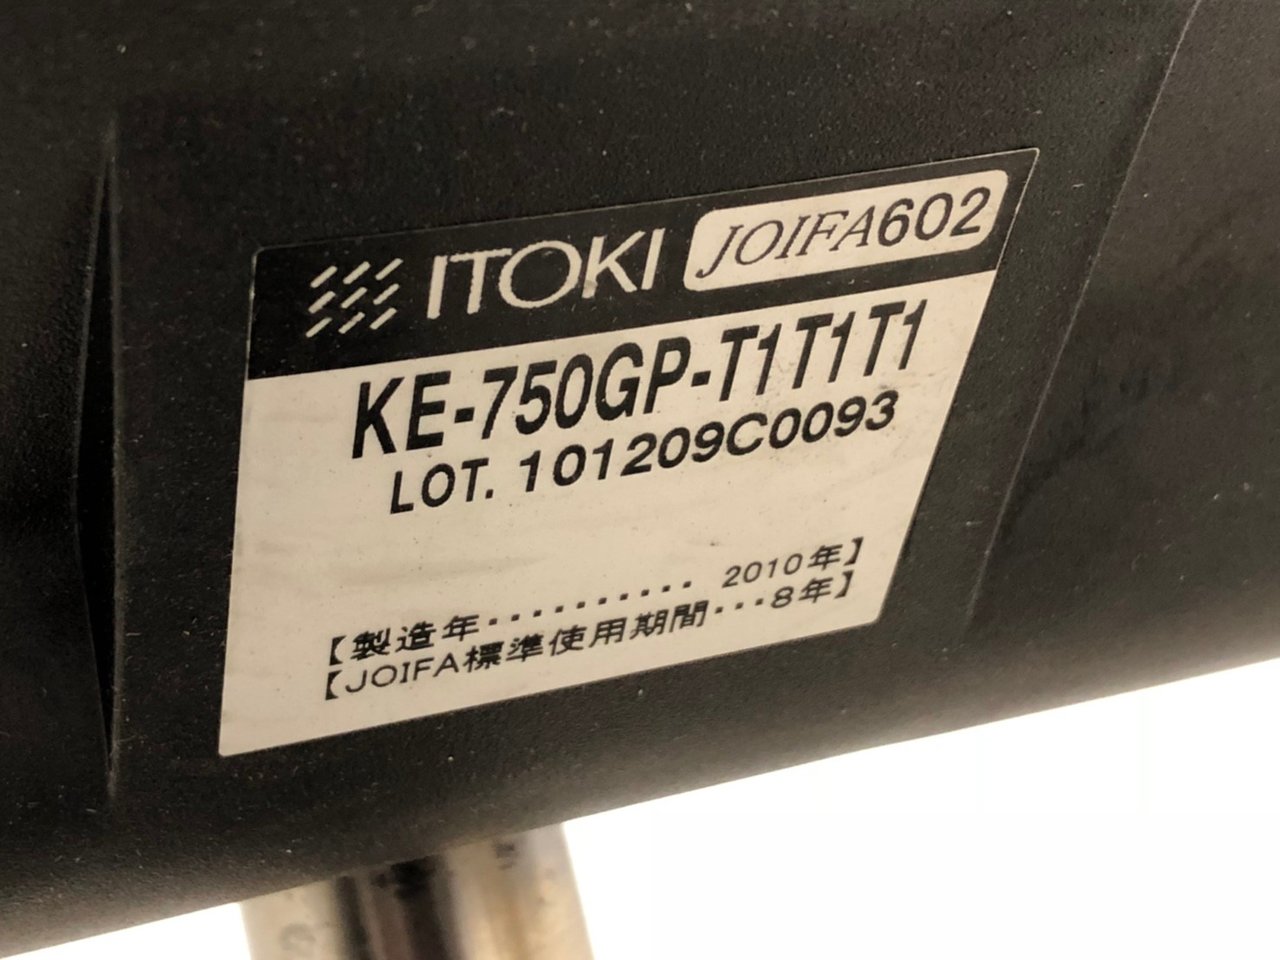 ITOKI JOIFA602
KE-750GP-T1T1T1
LOT. 101209C0093
【製造年・・・・・・・・・・ 2010年】
【JOIFA標準使用期間・・・8年】